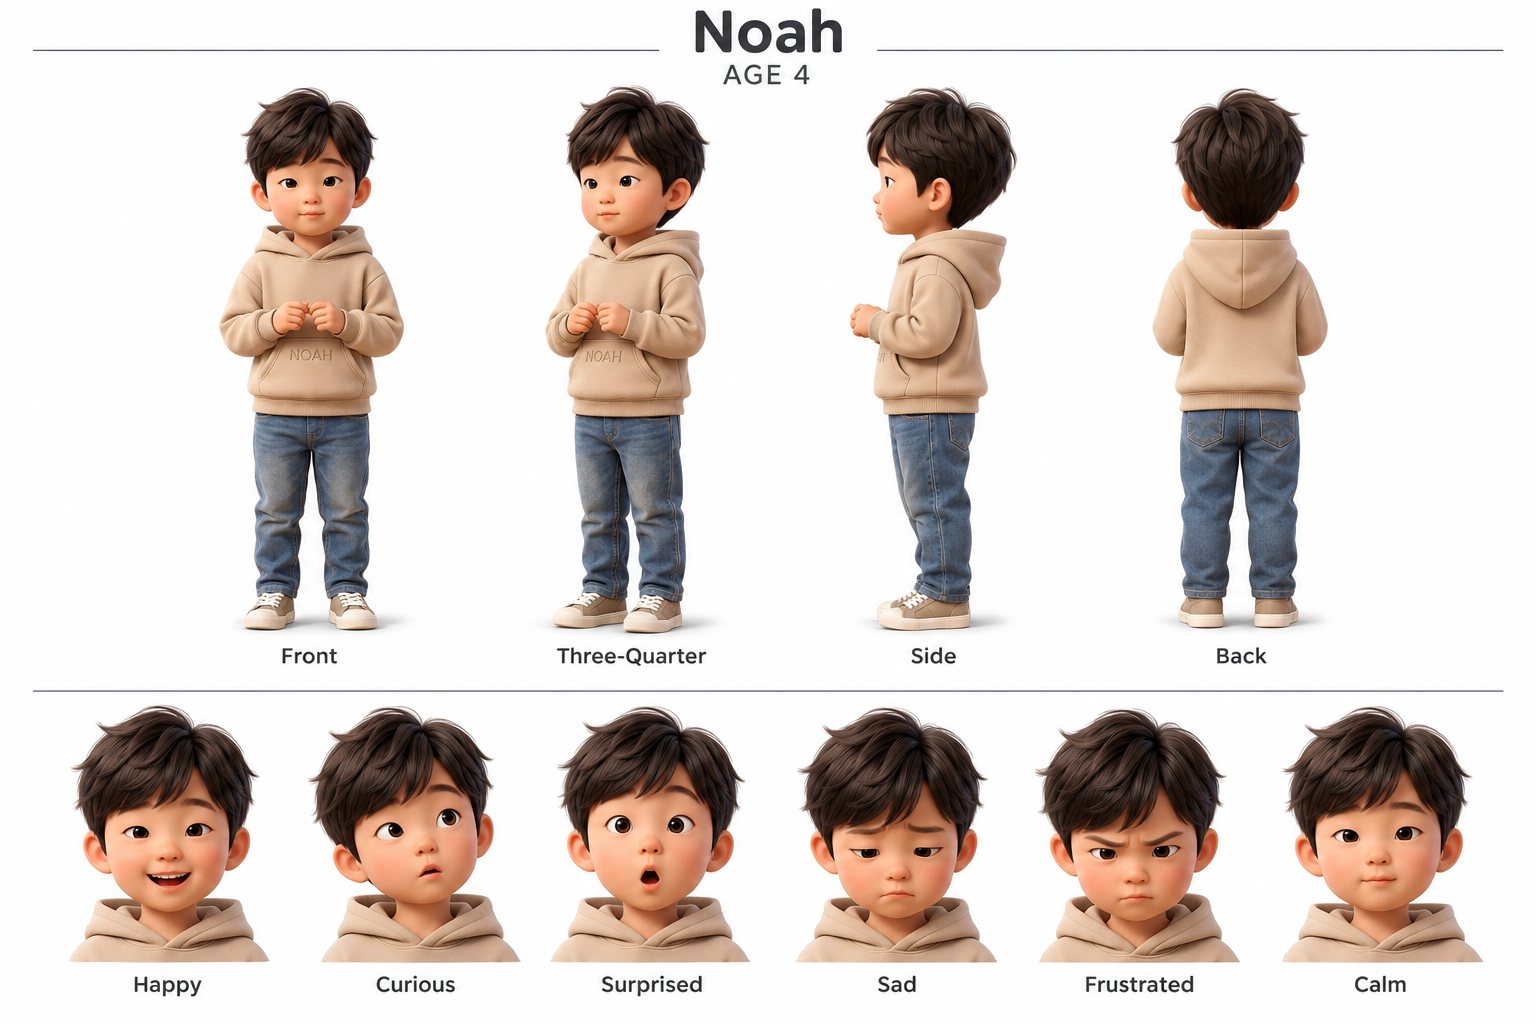 Noah
AGE 4
NOAH
NOAH
Front
Three-Quarter
Side
Back
Happy
Curious
Surprised
Sad
Frustrated
Calm